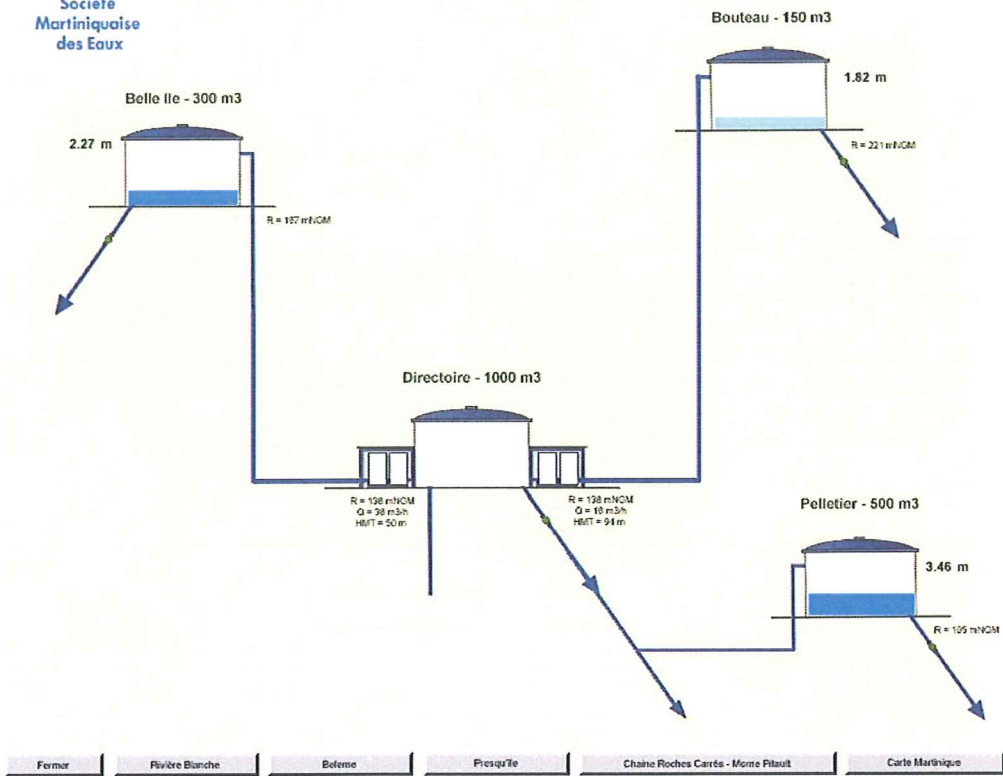 Société
Martiniquaise
des Eaux
Bouteau - 150 m3
1.82 m
R = 221 mNGM
Belle Ile - 300 m3
2.27 m
R = 187 mNGM
Directoire - 1000 m3
R = 138 mNGM
Q = 38 m3/h
HMT = 50 m
R = 138 mNGM
Q = 18 m3/h
HMT = 94 m
Pelletier - 500 m3
3.46 m
R = 105 mNGM
Fermer
Rivière Blanche
Beleme
Presqu'île
Chaine Roches Carrés - Morne Pitault
Carte Martinique